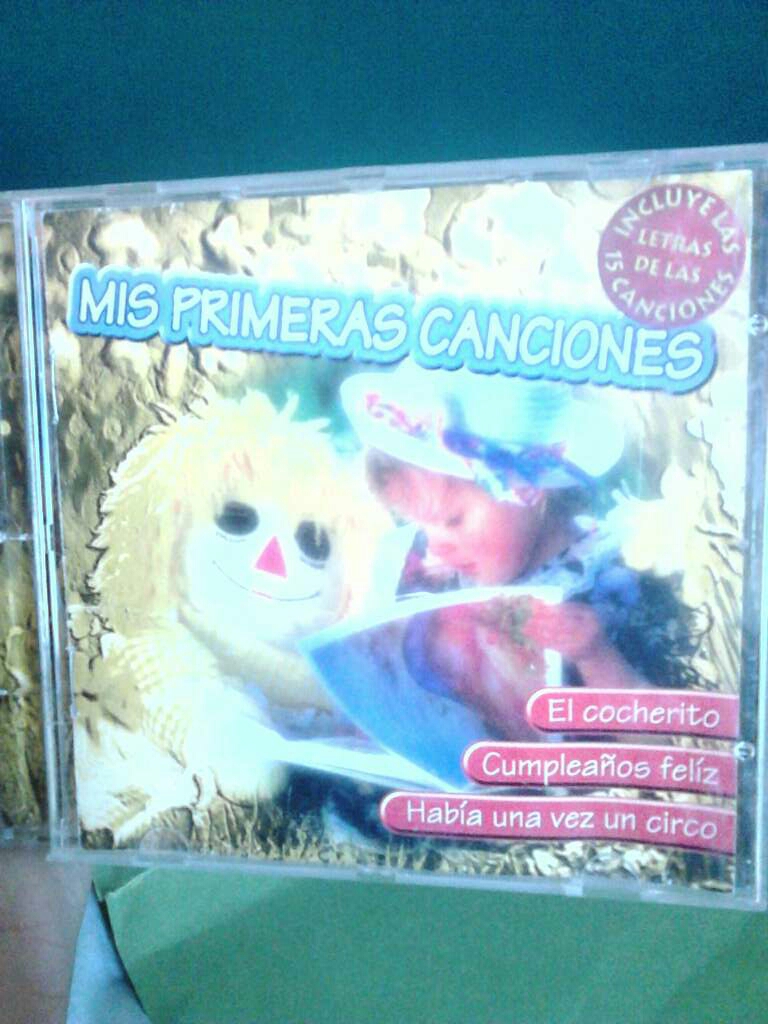 INCLUYE LAS
LETRAS
DE LAS
15 CANCIONES
MIS PRIMERAS CANCIONES
El cocherito
Cumpleaños felíz
Había una vez un circo